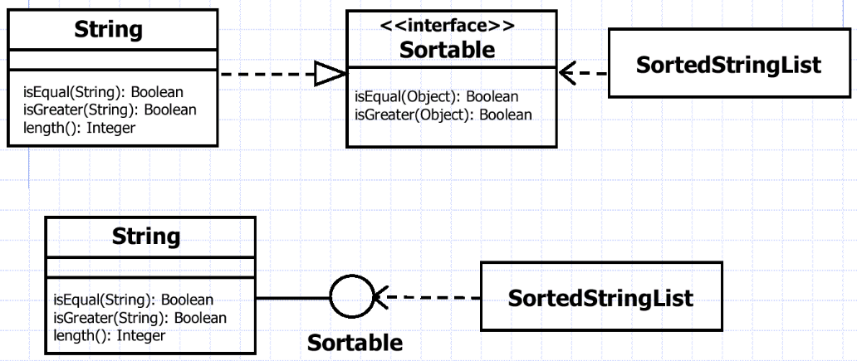 String
isEqual(String): Boolean
isGreater(String): Boolean
length(): Integer
<<interface>>
Sortable
isEqual(Object): Boolean
isGreater(Object): Boolean
SortedStringList
String
isEqual(String): Boolean
isGreater(String): Boolean
length(): Integer
Sortable
SortedStringList